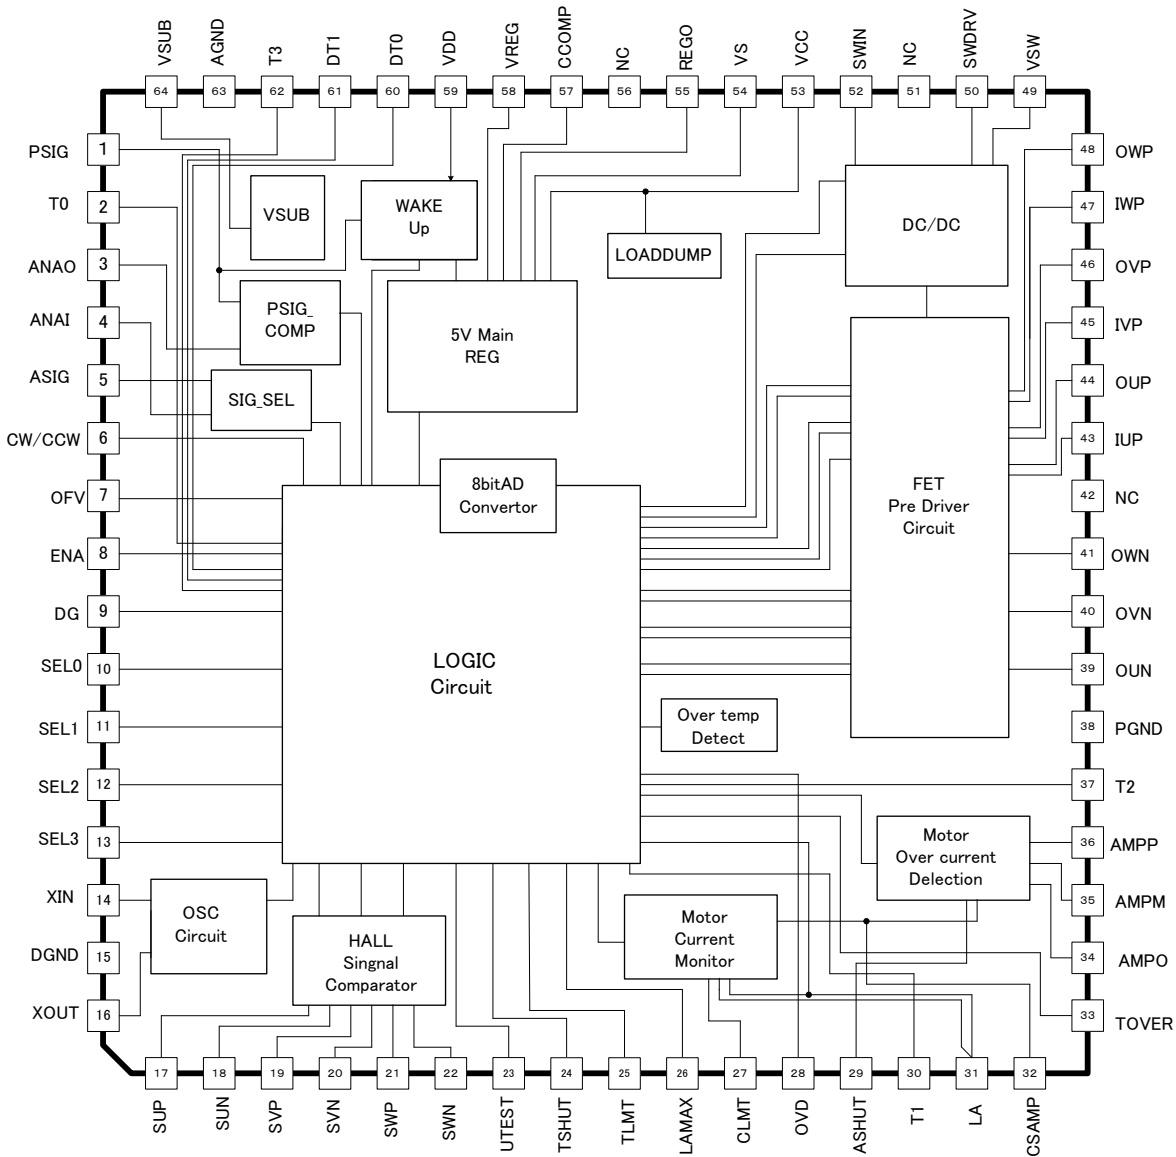 VSUB
AGND
T3
DT1
DT0
VDD
VREG
CCOMP
NC
REGO
VS
VCC
SWIN
NC
SWDRV
VSW
64
63
62
61
60
59
58
57
56
55
54
53
52
51
50
49
PSIG
1
T0
2
ANAO
3
ANAI
4
ASIG
5
CW/CCW
6
OFV
7
ENA
8
DG
9
SEL0
10
SEL1
11
SEL2
12
SEL3
13
XIN
14
DGND
15
XOUT
16
VSUB
WAKE
Up
LOADDUMP
DC/DC
PSIG_
COMP
5V Main
REG
SIG_SEL
8bitAD
Convertor
FET
Pre Driver
Circuit
LOGIC
Circuit
Over temp
Detect
Motor
Over current
Delection
OSC
Circuit
HALL
Singnal
Comparator
Motor
Current
Monitor
48
OWP
47
IWP
46
OVP
45
IVP
44
OUP
43
IUP
42
NC
41
OWN
40
OVN
39
OUN
38
PGND
37
T2
36
AMPP
35
AMPM
34
AMPO
33
TOVER
17
18
19
20
21
22
23
24
25
26
27
28
29
30
31
32
SUP
SUN
SVP
SVN
SWP
SWN
UTEST
TSHUT
TLMT
LAMAX
CLMT
OVD
ASHUT
T1
LA
CSAMP